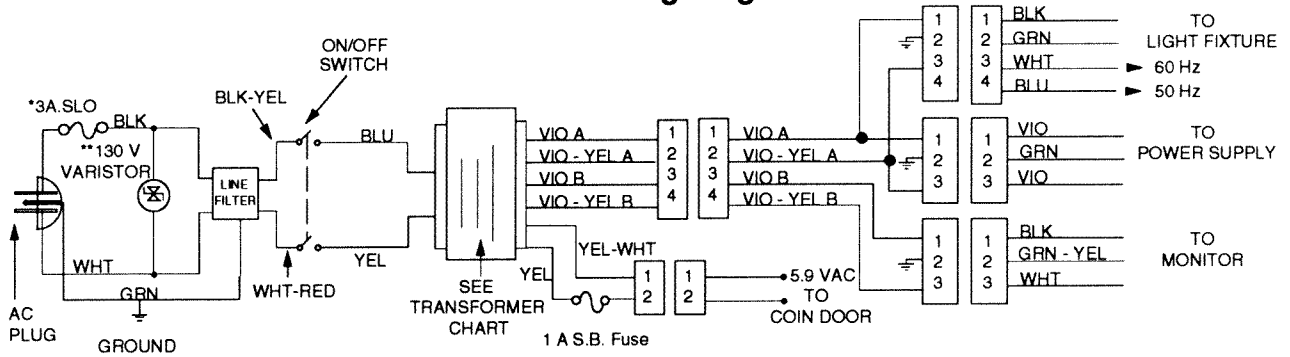 ON/OFF
SWITCH
BLK-YEL
*3A.SLO
BLK
**130 V
VARISTOR
LINE
FILTER
WHT
GRN
AC
PLUG
GROUND
WHT-RED
BLU
YEL
SEE
TRANSFORMER
CHART
VIO A
VIO - YEL A
VIO B
VIO - YEL B
1
2
3
4
1
2
3
4
VIO A
VIO - YEL A
VIO B
VIO - YEL B
YEL-WHT
YEL
1 A S.B. Fuse
1
2
1
2
5.9 VAC
TO
COIN DOOR
1
2
3
4
1
2
3
4
BLK
GRN
WHT
BLU
TO
LIGHT FIXTURE
60 Hz
50 Hz
1
2
3
1
2
3
VIO
GRN
VIO
TO
POWER SUPPLY
1
2
3
1
2
3
BLK
GRN - YEL
WHT
TO
MONITOR